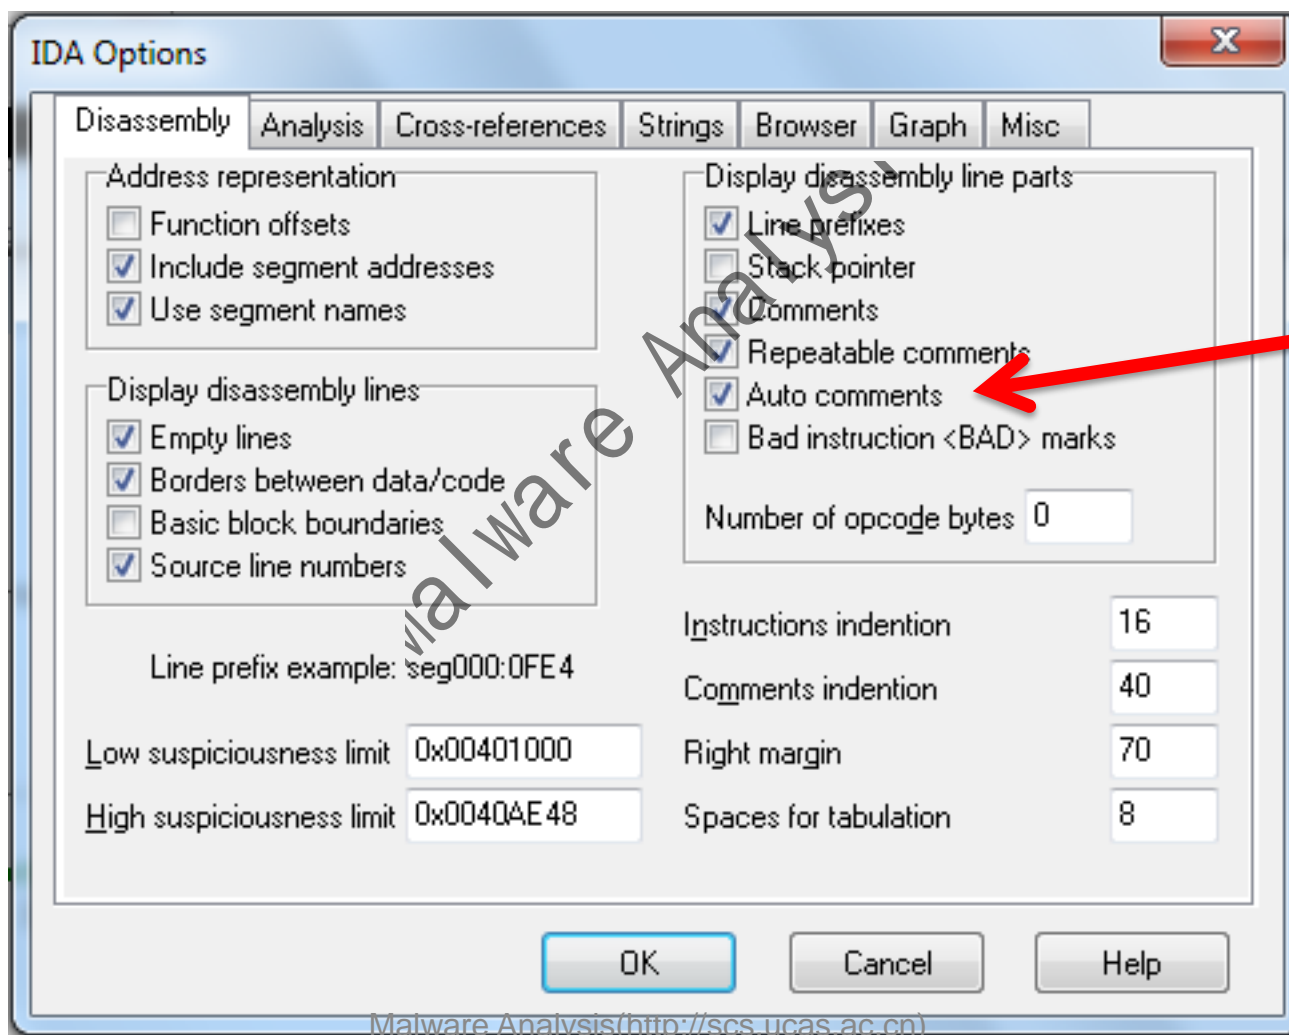 IDA Options
Disassembly Analysis Cross-references Strings Browser Graph Misc
Address representation
Function offsets
Include segment addresses
Use segment names
Display disassembly lines
Empty lines
Borders between data/code
Basic block boundaries
Source line numbers
Line prefix example: seg000:0FE4
Low suspiciousness limit 0x00401000
High suspiciousness limit 0x0040AE48
Display disassembly line parts
Line prefixes
Stack pointer
Comments
Repeatable comments
Auto comments
Bad instruction <BAD> marks
Number of opcode bytes 0
Instructions indention 16
Comments indention 40
Right margin 70
Spaces for tabulation 8
OK Cancel Help
Malware Analys
Malware Analysis(http://scs.ucas.ac.cn)